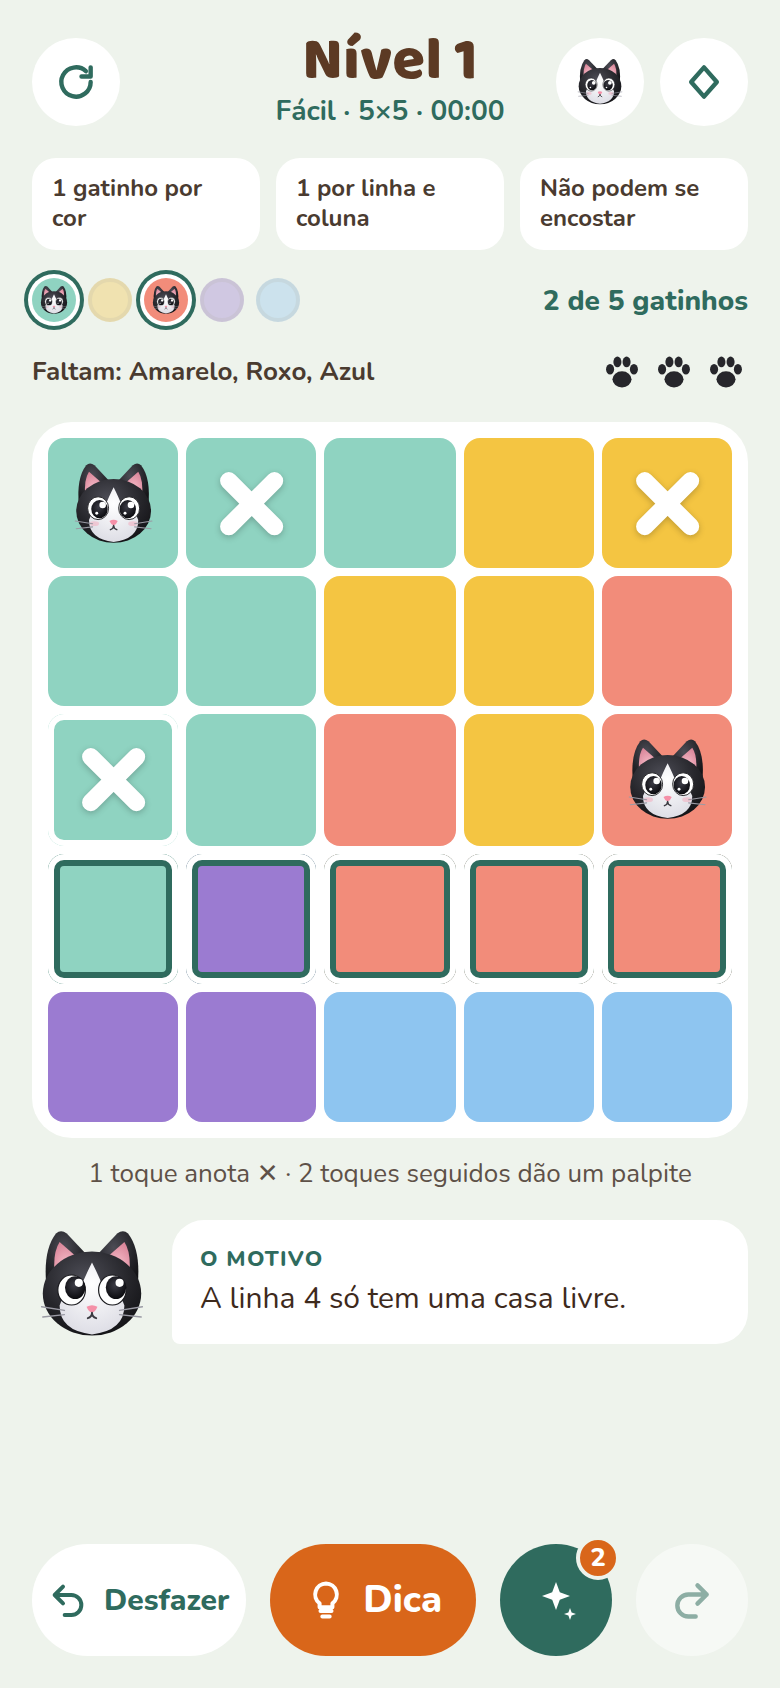 Nível 1
Fácil · 5×5 · 00:00
1 gatinho por
cor
1 por linha e
coluna
Não podem se
encostar
2 de 5 gatinhos
Faltam: Amarelo, Roxo, Azul
1 toque anota ✕ · 2 toques seguidos dão um palpite
O MOTIVO
A linha 4 só tem uma casa livre.
Desfazer
Dica
2